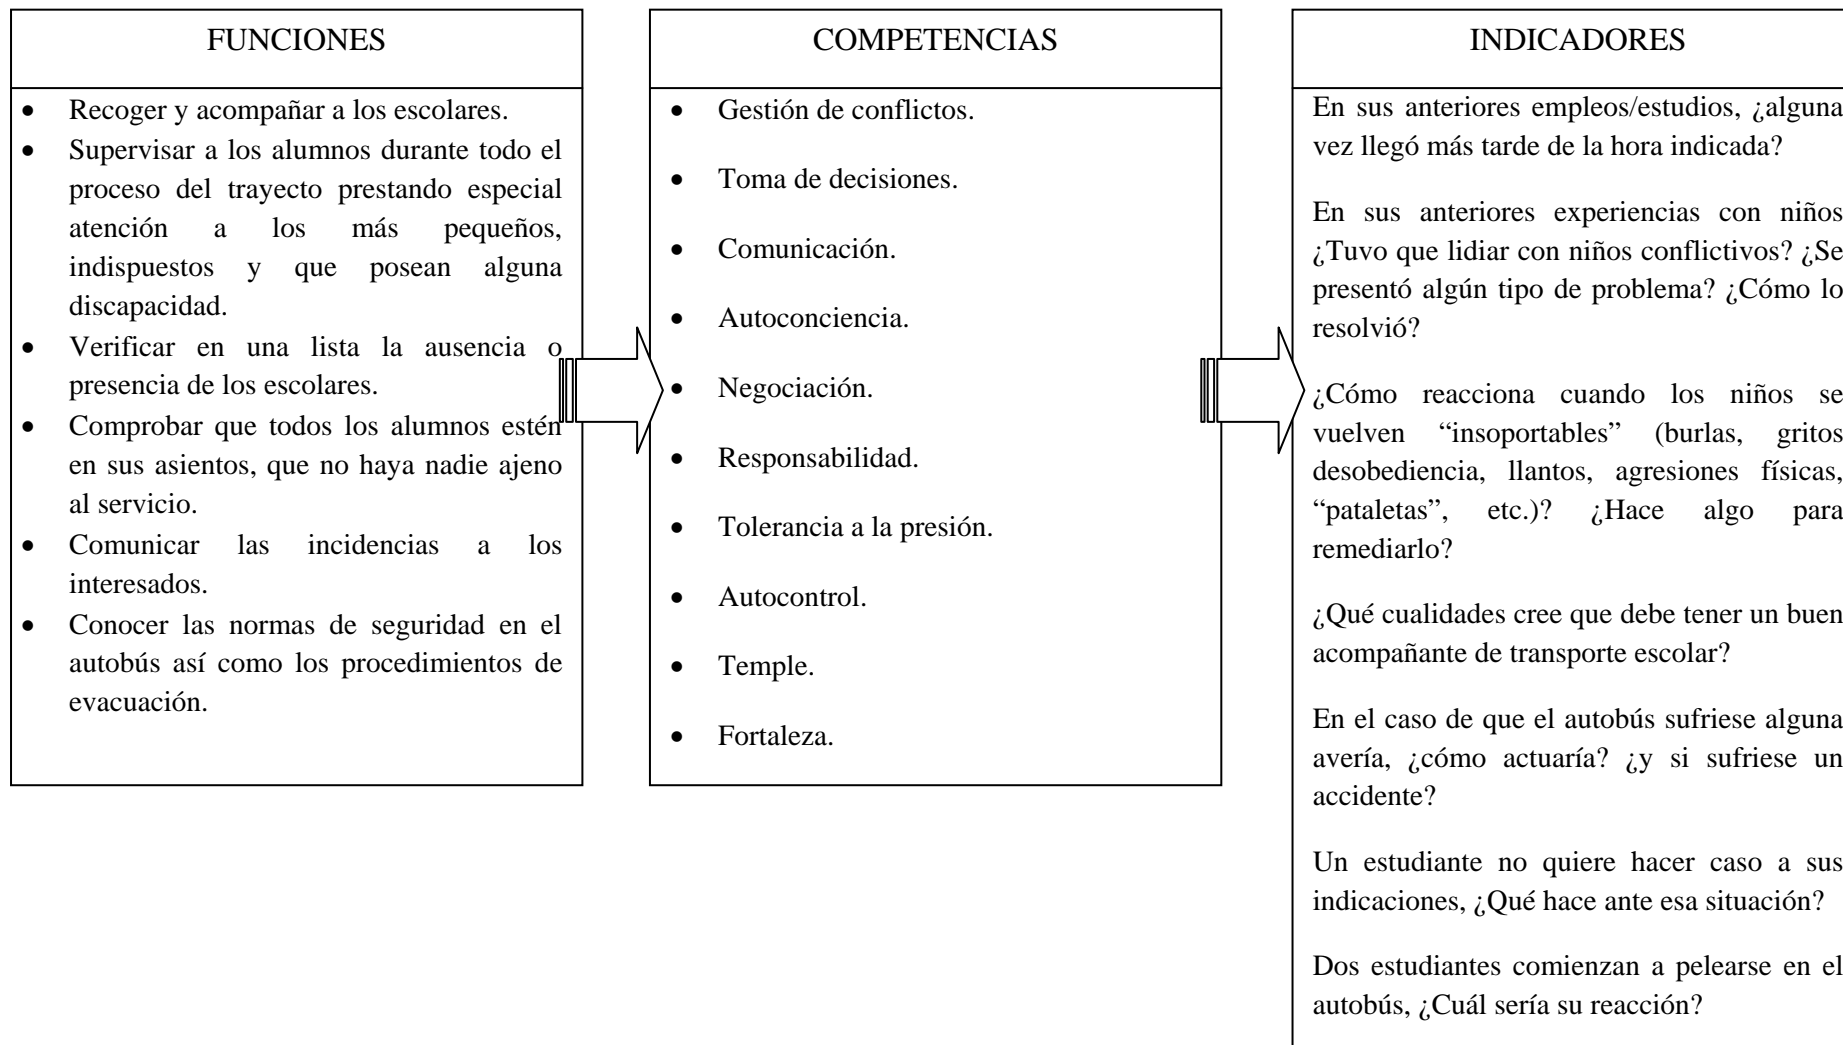 FUNCIONES
• Recoger y acompañar a los escolares.
• Supervisar a los alumnos durante todo el
proceso del trayecto prestando especial
atención a los más pequeños,
indispuestos y que posean alguna
discapacidad.
• Verificar en una lista la ausencia o
presencia de los escolares.
• Comprobar que todos los alumnos estén
en sus asientos, que no haya nadie ajeno
al servicio.
• Comunicar las incidencias a los
interesados.
• Conocer las normas de seguridad en el
autobús así como los procedimientos de
evacuación.
COMPETENCIAS
• Gestión de conflictos.
• Toma de decisiones.
• Comunicación.
• Autoconciencia.
• Negociación.
• Responsabilidad.
• Tolerancia a la presión.
• Autocontrol.
• Temple.
• Fortaleza.
INDICADORES
En sus anteriores empleos/estudios, ¿alguna
vez llegó más tarde de la hora indicada?
En sus anteriores experiencias con niños
¿Tuvo que lidiar con niños conflictivos? ¿Se
presentó algún tipo de problema? ¿Cómo lo
resolvió?
¿Cómo reacciona cuando los niños se
vuelven “insoportables” (burlas, gritos
desobediencia, llantos, agresiones físicas,
“pataletas”, etc.)? ¿Hace algo para
remediarlo?
¿Qué cualidades cree que debe tener un buen
acompañante de transporte escolar?
En el caso de que el autobús sufriese alguna
avería, ¿cómo actuaría? ¿y si sufriese un
accidente?
Un estudiante no quiere hacer caso a sus
indicaciones, ¿Qué hace ante esa situación?
Dos estudiantes comienzan a pelearse en el
autobús, ¿Cuál sería su reacción?